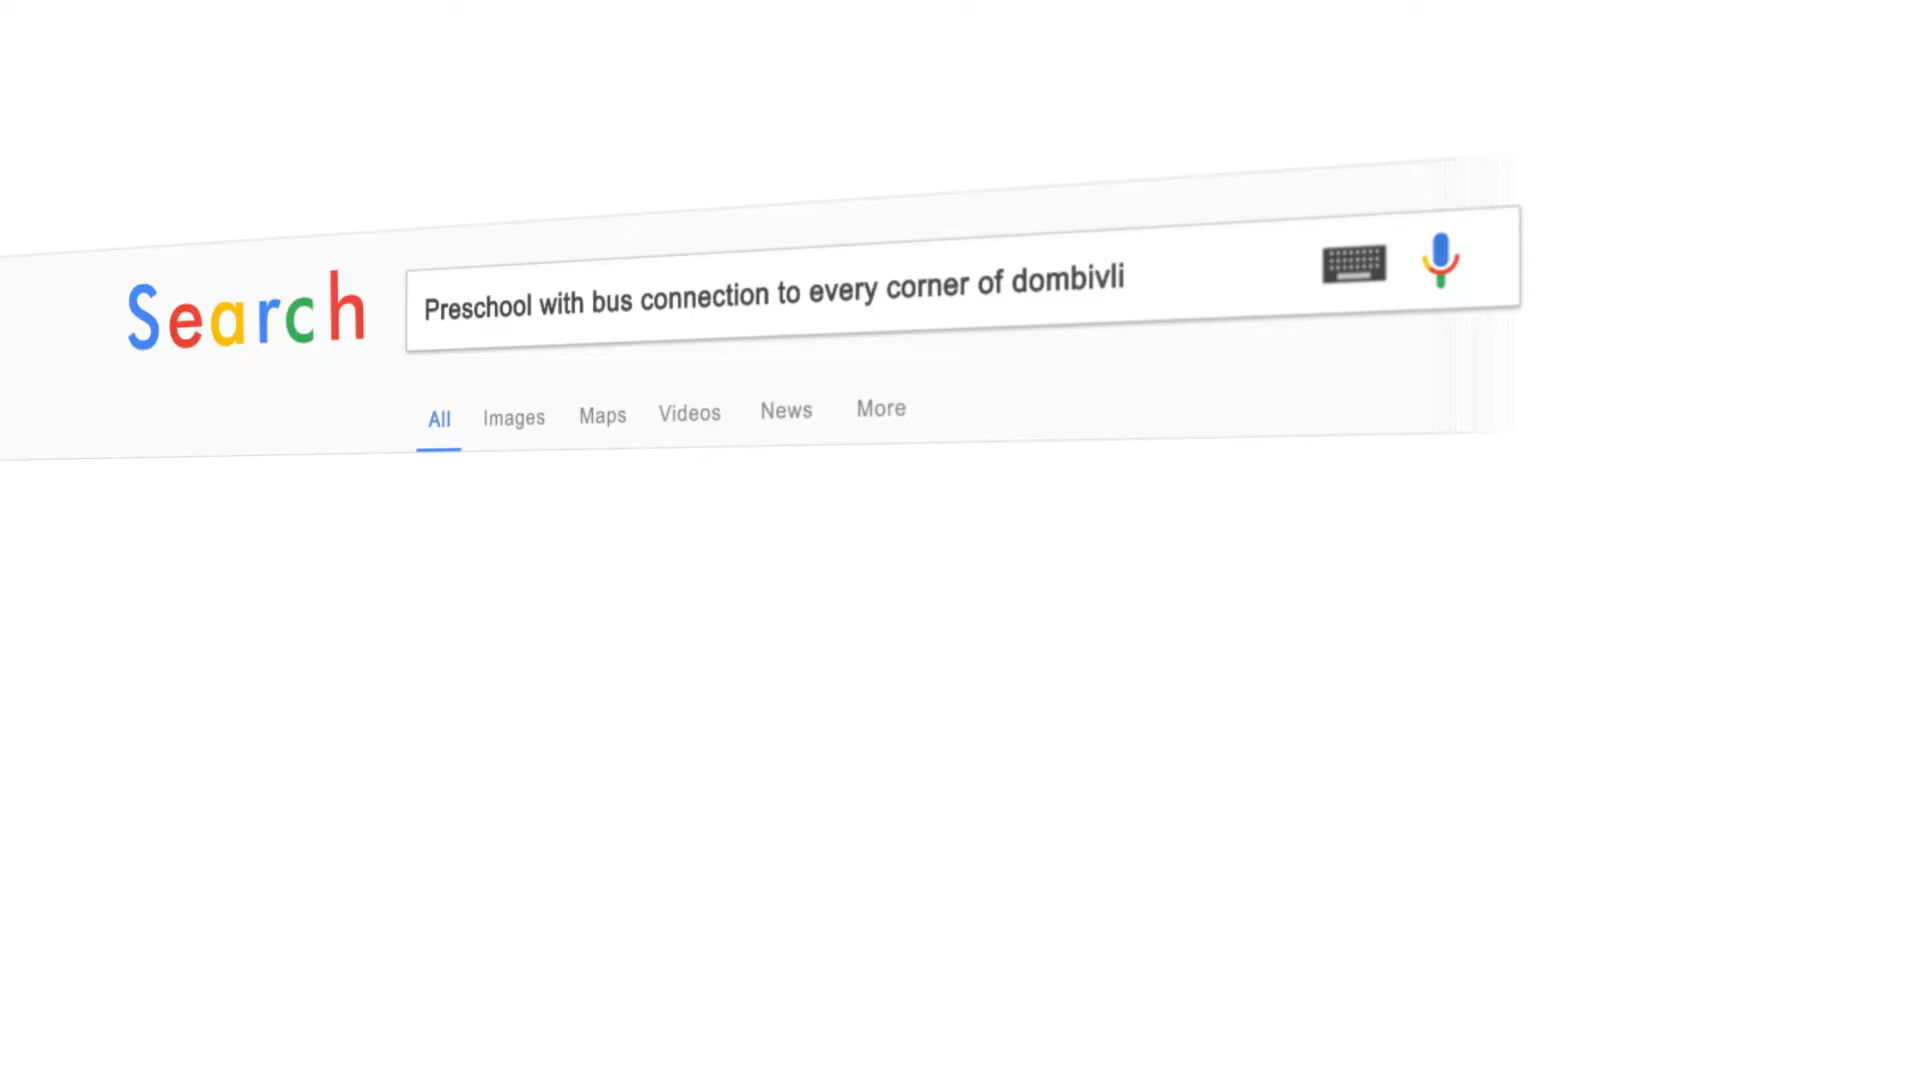 Search
Preschool with bus connection to every corner of dombivli
All Images Maps Videos News More